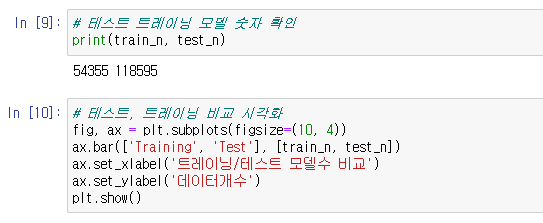 In [9]: # 테스트 트레이닝 모델 숫자 확인
print(train_n, test_n)
54355 118595
In [10]: # 테스트, 트레이닝 비교 시각화
fig, ax = plt.subplots(figsize=(10, 4))
ax.bar(['Training', 'Test'], [train_n, test_n])
ax.set_xlabel('트레이닝/테스트 모델수 비교')
ax.set_ylabel('데이터개수')
plt.show()